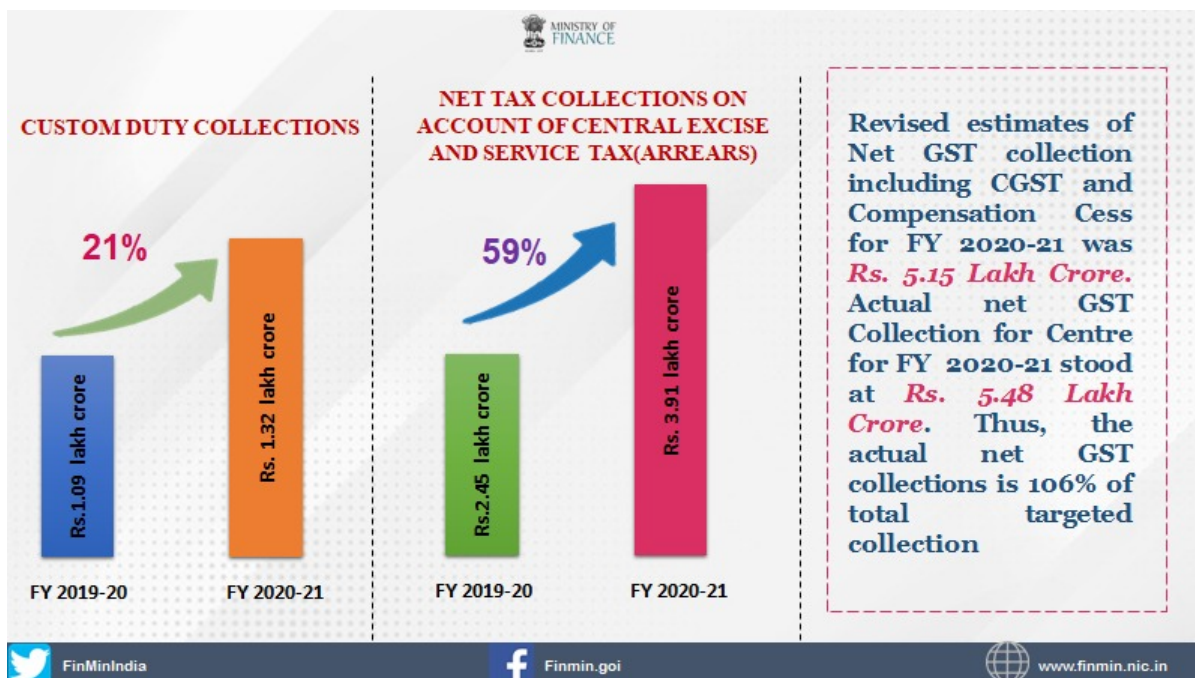 MINISTRY OF
FINANCE
CUSTOM DUTY COLLECTIONS
21%
Rs.1.09 lakh crore
Rs. 1.32 lakh crore
FY 2019-20
FY 2020-21
NET TAX COLLECTIONS ON
ACCOUNT OF CENTRAL EXCISE
AND SERVICE TAX(ARREARS)
59%
Rs.2.45 lakh crore
Rs. 3.91 lakh crore
FY 2019-20
FY 2020-21
Revised estimates of
Net GST collection
including CGST and
Compensation Cess
for FY 2020-21 was
Rs. 5.15 Lakh Crore.
Actual net GST
Collection for Centre
for FY 2020-21 stood
at Rs. 5.48 Lakh
Crore. Thus, the
actual net GST
collections is 106% of
total targeted
collection
FinMinIndia
Finmin.goi
www.finmin.nic.in